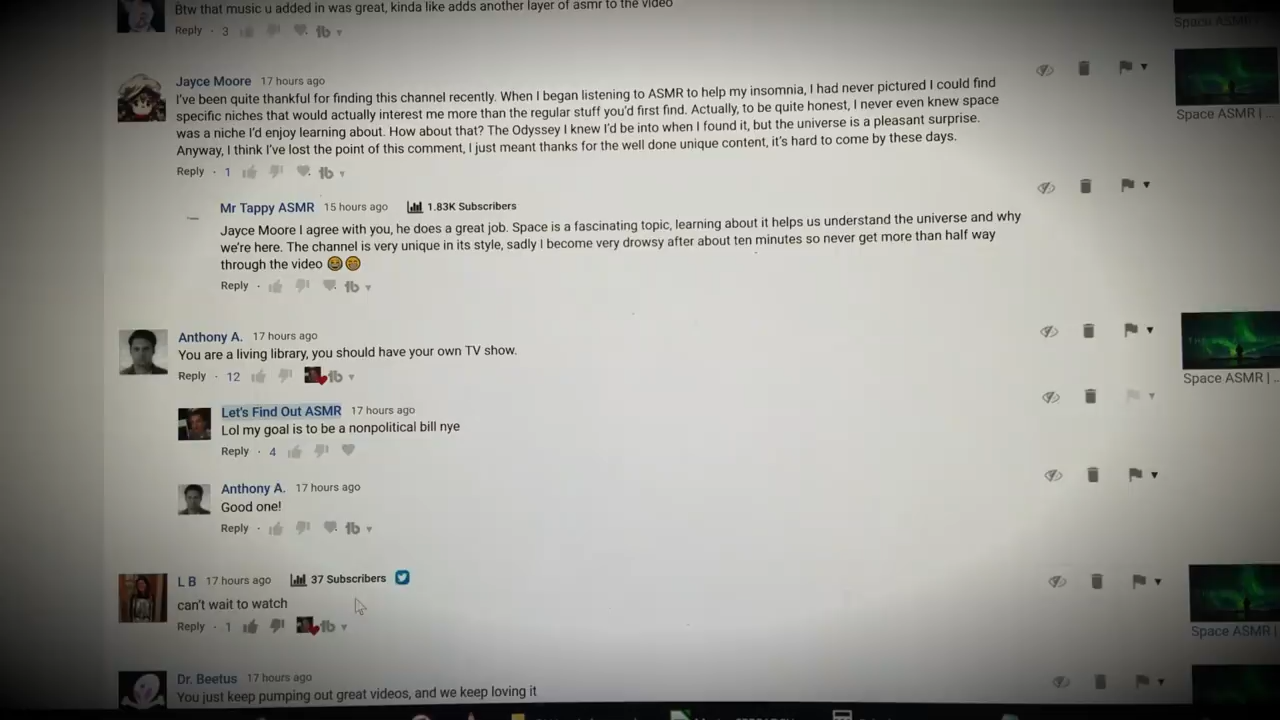 Btw that music u added in was great, kinda like adds another layer of asmr to the video
Reply · 3
Space ASMR |
Jayce Moore 17 hours ago
I've been quite thankful for finding this channel recently. When I began listening to ASMR to help my insomnia, I had never pictured I could find
specific niches that would actually interest me more than the regular stuff you'd first find. Actually, to be quite honest, I never even knew space
was a niche I'd enjoy learning about. How about that? The Odyssey I knew I'd be into when I found it, but the universe is a pleasant surprise.
Anyway, I think I've lost the point of this comment, I just meant thanks for the well done unique content, it's hard to come by these days.
Space ASMR | ...
Reply · 1 tb
Mr Tappy ASMR 15 hours ago 1.83K Subscribers
Jayce Moore I agree with you, he does a great job. Space is a fascinating topic, learning about it helps us understand the universe and why
we're here. The channel is very unique in its style, sadly I become very drowsy after about ten minutes so never get more than half way
through the video 😄😁
Reply · tb
Anthony A. 17 hours ago
You are a living library, you should have your own TV show.
Reply · 12 tb
Space ASMR | ...
Let's Find Out ASMR 17 hours ago
Lol my goal is to be a nonpolitical bill nye
Reply · 4
Anthony A. 17 hours ago
Good one!
Reply · tb
L B 17 hours ago 37 Subscribers
can't wait to watch
Reply · 1 tb
Space ASMR |
Dr. Beetus 17 hours ago
You just keep pumping out great videos, and we keep loving it